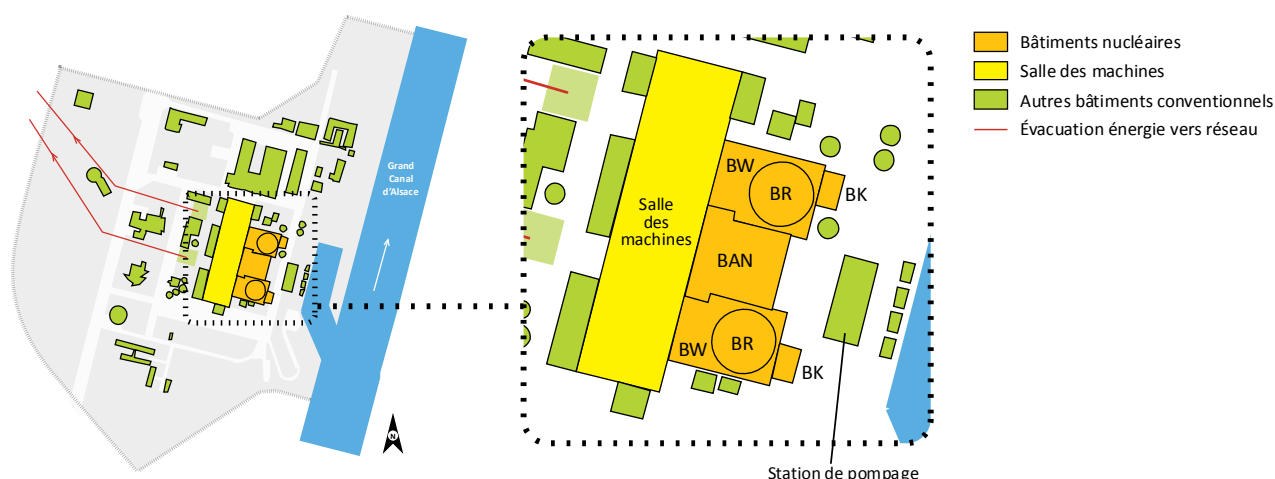 Grand
Canal
d'Alsace
N
Salle
des
machines
BW
BR
BK
BAN
BW
BR
BK
Station de pompage
Bâtiments nucléaires
Salle des machines
Autres bâtiments conventionnels
Évacuation énergie vers réseau